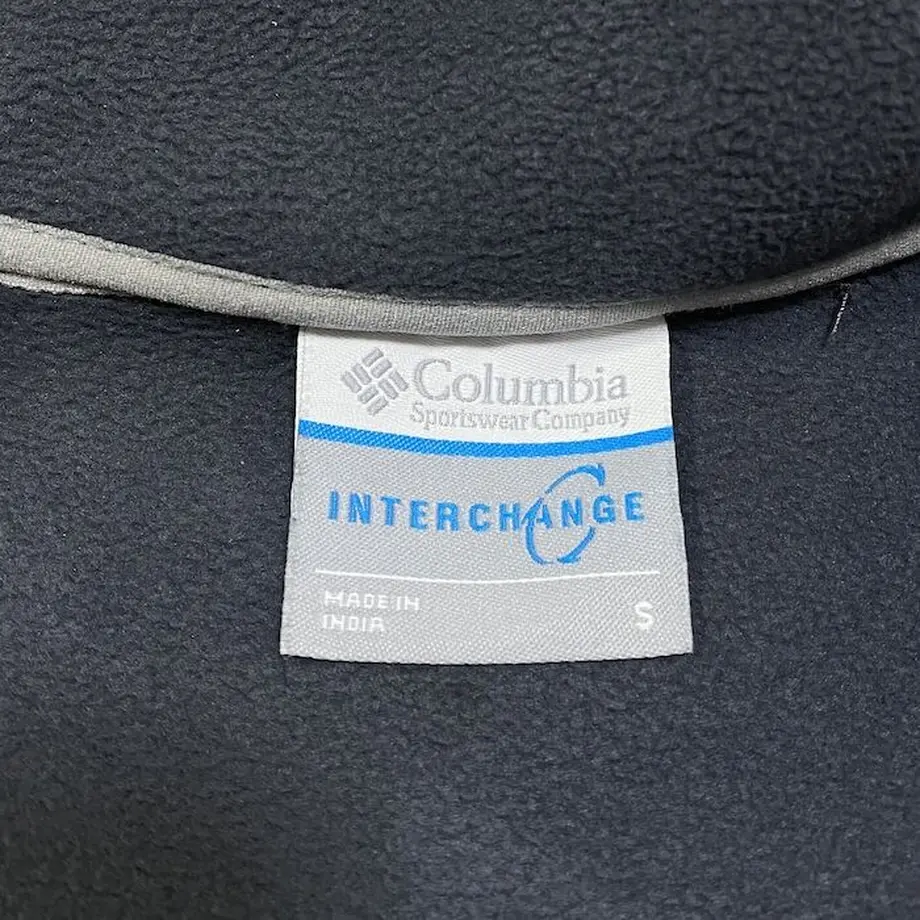 Columbia
Sportswear Company
INTERCHANGE
MADE IN
INDIA
S